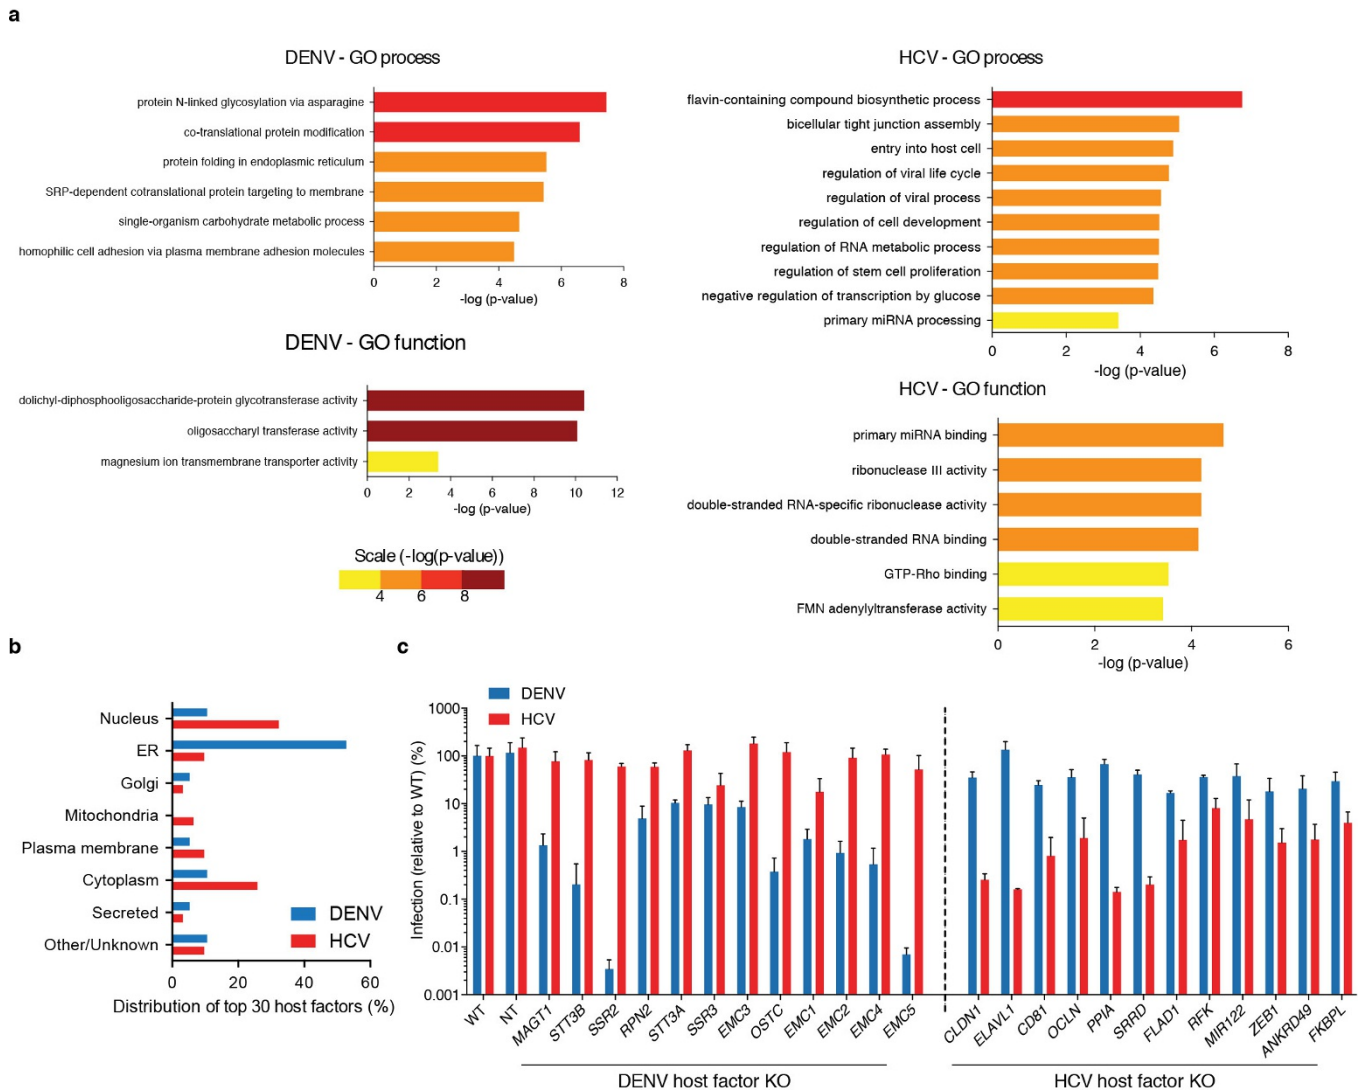 a
DENV - GO process
protein N-linked glycosylation via asparagine
co-translational protein modification
protein folding in endoplasmic reticulum
SRP-dependent cotranslational protein targeting to membrane
single-organism carbohydrate metabolic process
homophilic cell adhesion via plasma membrane adhesion molecules
0 2 4 6 8
-log (p-value)
DENV - GO function
dolichyl-diphosphooligosaccharide-protein glycotransferase activity
oligosaccharyl transferase activity
magnesium ion transmembrane transporter activity
0 2 4 6 8 10 12
-log (p-value)
Scale (-log(p-value))
4 6 8
HCV - GO process
flavin-containing compound biosynthetic process
bicellular tight junction assembly
entry into host cell
regulation of viral life cycle
regulation of viral process
regulation of cell development
regulation of RNA metabolic process
regulation of stem cell proliferation
negative regulation of transcription by glucose
primary miRNA processing
0 2 4 6 8
-log (p-value)
HCV - GO function
primary miRNA binding
ribonuclease III activity
double-stranded RNA-specific ribonuclease activity
double-stranded RNA binding
GTP-Rho binding
FMN adenylyltransferase activity
0 2 4 6
-log (p-value)
b
Nucleus
ER
Golgi
Mitochondria
Plasma membrane
Cytoplasm
Secreted
Other/Unknown
DENV
HCV
0 20 40 60
Distribution of top 30 host factors (%)
c
DENV
HCV
Infection (relative to WT) (%)
1000
100
10
1
0.1
0.01
0.001
WT NT MAGT1 STT3B SSR2 RPN2 STT3A SSR3 EMC3 OSTC EMC1 EMC2 EMC4 EMC5
CLDN1 ELAVL1 CD81 OCLN PPIA SRRD FLAD1 RFK MIR122 ZEB1 ANKRD49 FKBPL
DENV host factor KO
HCV host factor KO